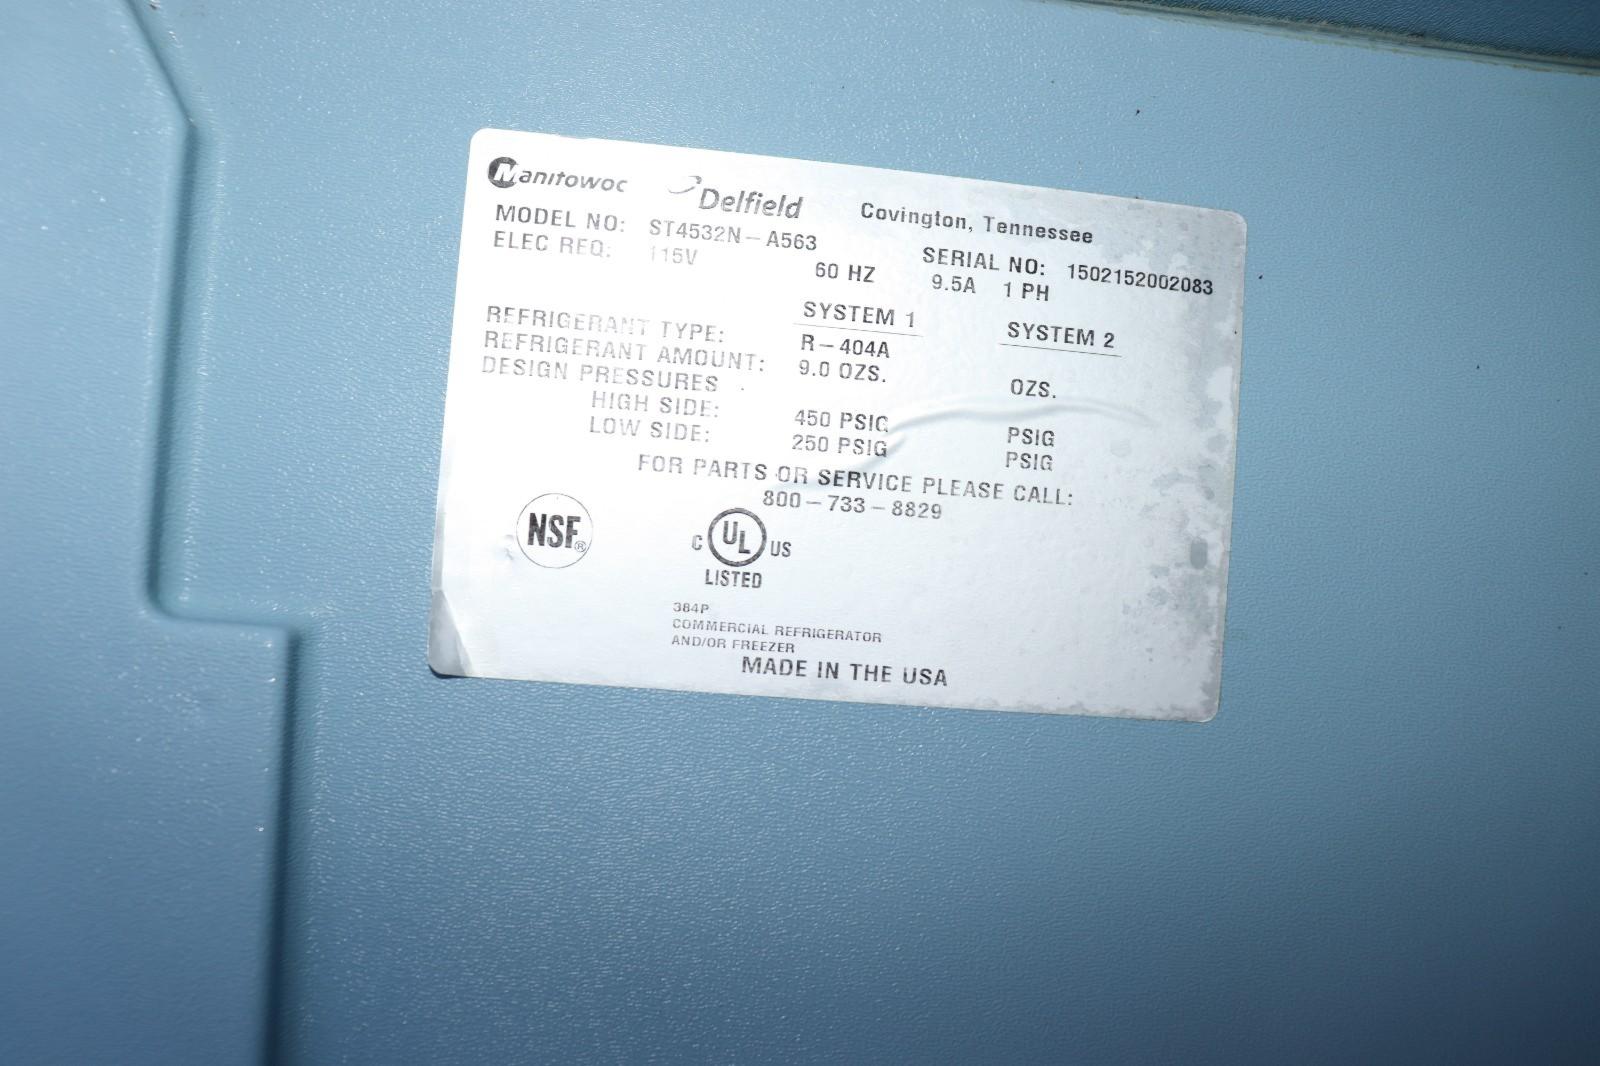 Manitowoc Delfield Covington, Tennessee
MODEL NO: ST4532N-A563 SERIAL NO: 1502152002083
ELEC REQ: 115V 60 HZ 9.5A 1 PH
SYSTEM 1 SYSTEM 2
REFRIGERANT TYPE: R-404A
REFRIGERANT AMOUNT: 9.0 OZS. OZS.
DESIGN PRESSURES
HIGH SIDE: 450 PSIG PSIG
LOW SIDE: 250 PSIG PSIG
FOR PARTS OR SERVICE PLEASE CALL:
800-733-8829
NSF®
C UL US
LISTED
384P
COMMERCIAL REFRIGERATOR
AND/OR FREEZER
MADE IN THE USA